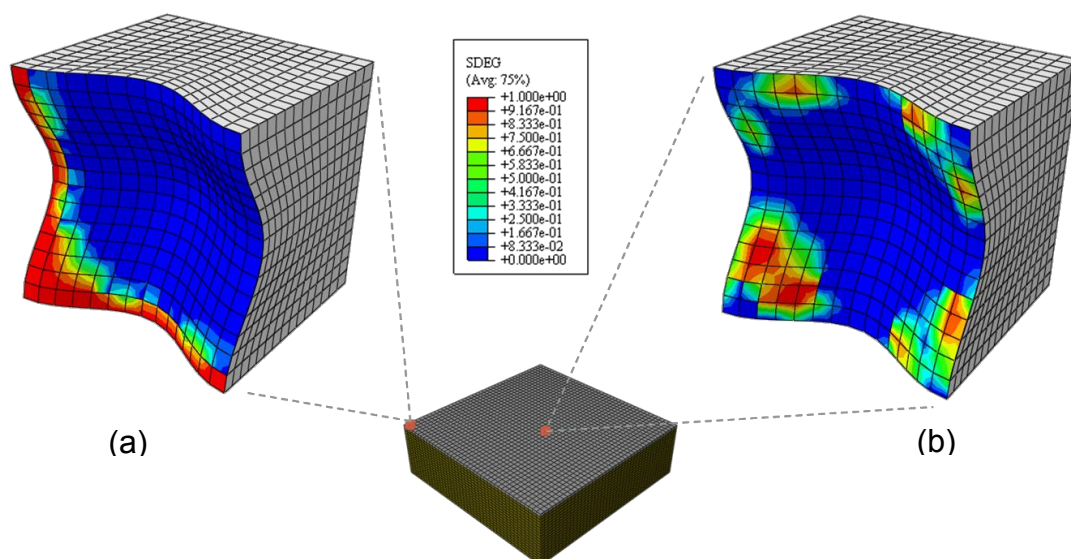 SDEG
(Avg: 75%)
+1.000e+00
+9.167e-01
+8.333e-01
+7.500e-01
+6.667e-01
+5.833e-01
+5.000e-01
+4.167e-01
+3.333e-01
+2.500e-01
+1.667e-01
+8.333e-02
+0.000e+00
(a)
(b)